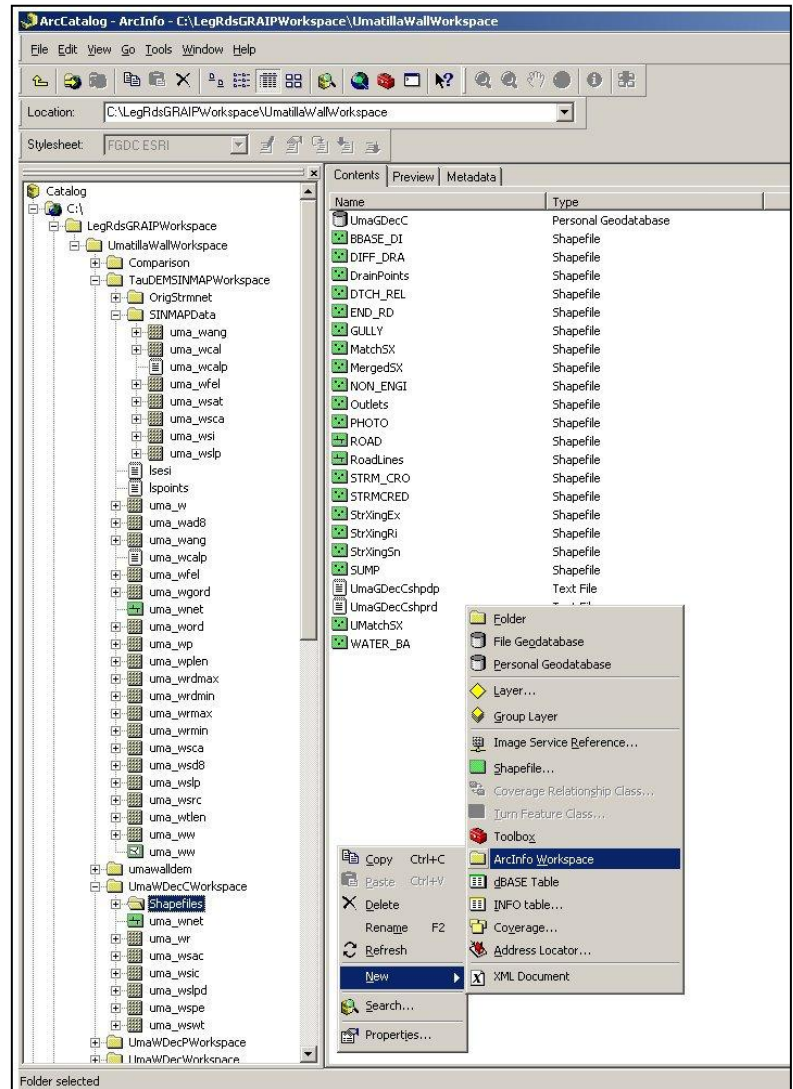 ArcCatalog - ArcInfo - C:\LegRdsGRAIPWorkspace\UmatillaWallWorkspace
File Edit View Go Tools Window Help
Location: C:\LegRdsGRAIPWorkspace\UmatillaWallWorkspace
Stylesheet: FGDC ESRI
Catalog
C:\
LegRdsGRAIPWorkspace
UmatillaWallWorkspace
Comparison
TauDEMSINMAPWorkspace
OrigStrmnet
SINMAPData
uma_wang
uma_wcal
uma_wcalp
uma_wfel
uma_wsat
uma_wsca
uma_wsi
uma_wslp
lsesi
lspoints
uma_w
uma_wad8
uma_wang
uma_wcalp
uma_wfel
uma_wgord
uma_wnet
uma_word
uma_wp
uma_wplen
uma_wrdmax
uma_wrdmin
uma_wrmax
uma_wrmin
uma_wsca
uma_wsd8
uma_wslp
uma_wsrc
uma_wtlen
uma_ww
uma_ww
umawalldem
UmaWDecCWorkspace
Shapefiles
uma_wnet
uma_wr
uma_wsac
uma_wsic
uma_wslpd
uma_wspe
uma_wswt
UmaWDecPWorkspace
UmaWDecWorkspace
Folder selected
Contents Preview Metadata
Name Type
UmaGDecC Personal Geodatabase
BBASE_DI Shapefile
DIFF_DRA Shapefile
DrainPoints Shapefile
DTCH_REL Shapefile
END_RD Shapefile
GULLY Shapefile
MatchSX Shapefile
MergedSX Shapefile
NON_ENGI Shapefile
Outlets Shapefile
PHOTO Shapefile
ROAD Shapefile
RoadLines Shapefile
STRM_CRO Shapefile
STRMCRED Shapefile
StrXingEx Shapefile
StrXingRi Shapefile
StrXingSn Shapefile
SUMP Shapefile
UmaGDecCshpdp Text File
UmaGDecCshprd Text File
UMatchSX
WATER_BA
Copy Ctrl+C
Paste Ctrl+V
Delete
Rename F2
Refresh
New
Search...
Properties...
Folder
File Geodatabase
Personal Geodatabase
Layer...
Group Layer
Image Service Reference...
Shapefile...
Coverage Relationship Class...
Turn Feature Class...
Toolbox
ArcInfo Workspace
dBASE Table
INFO table...
Coverage...
Address Locator...
XML Document